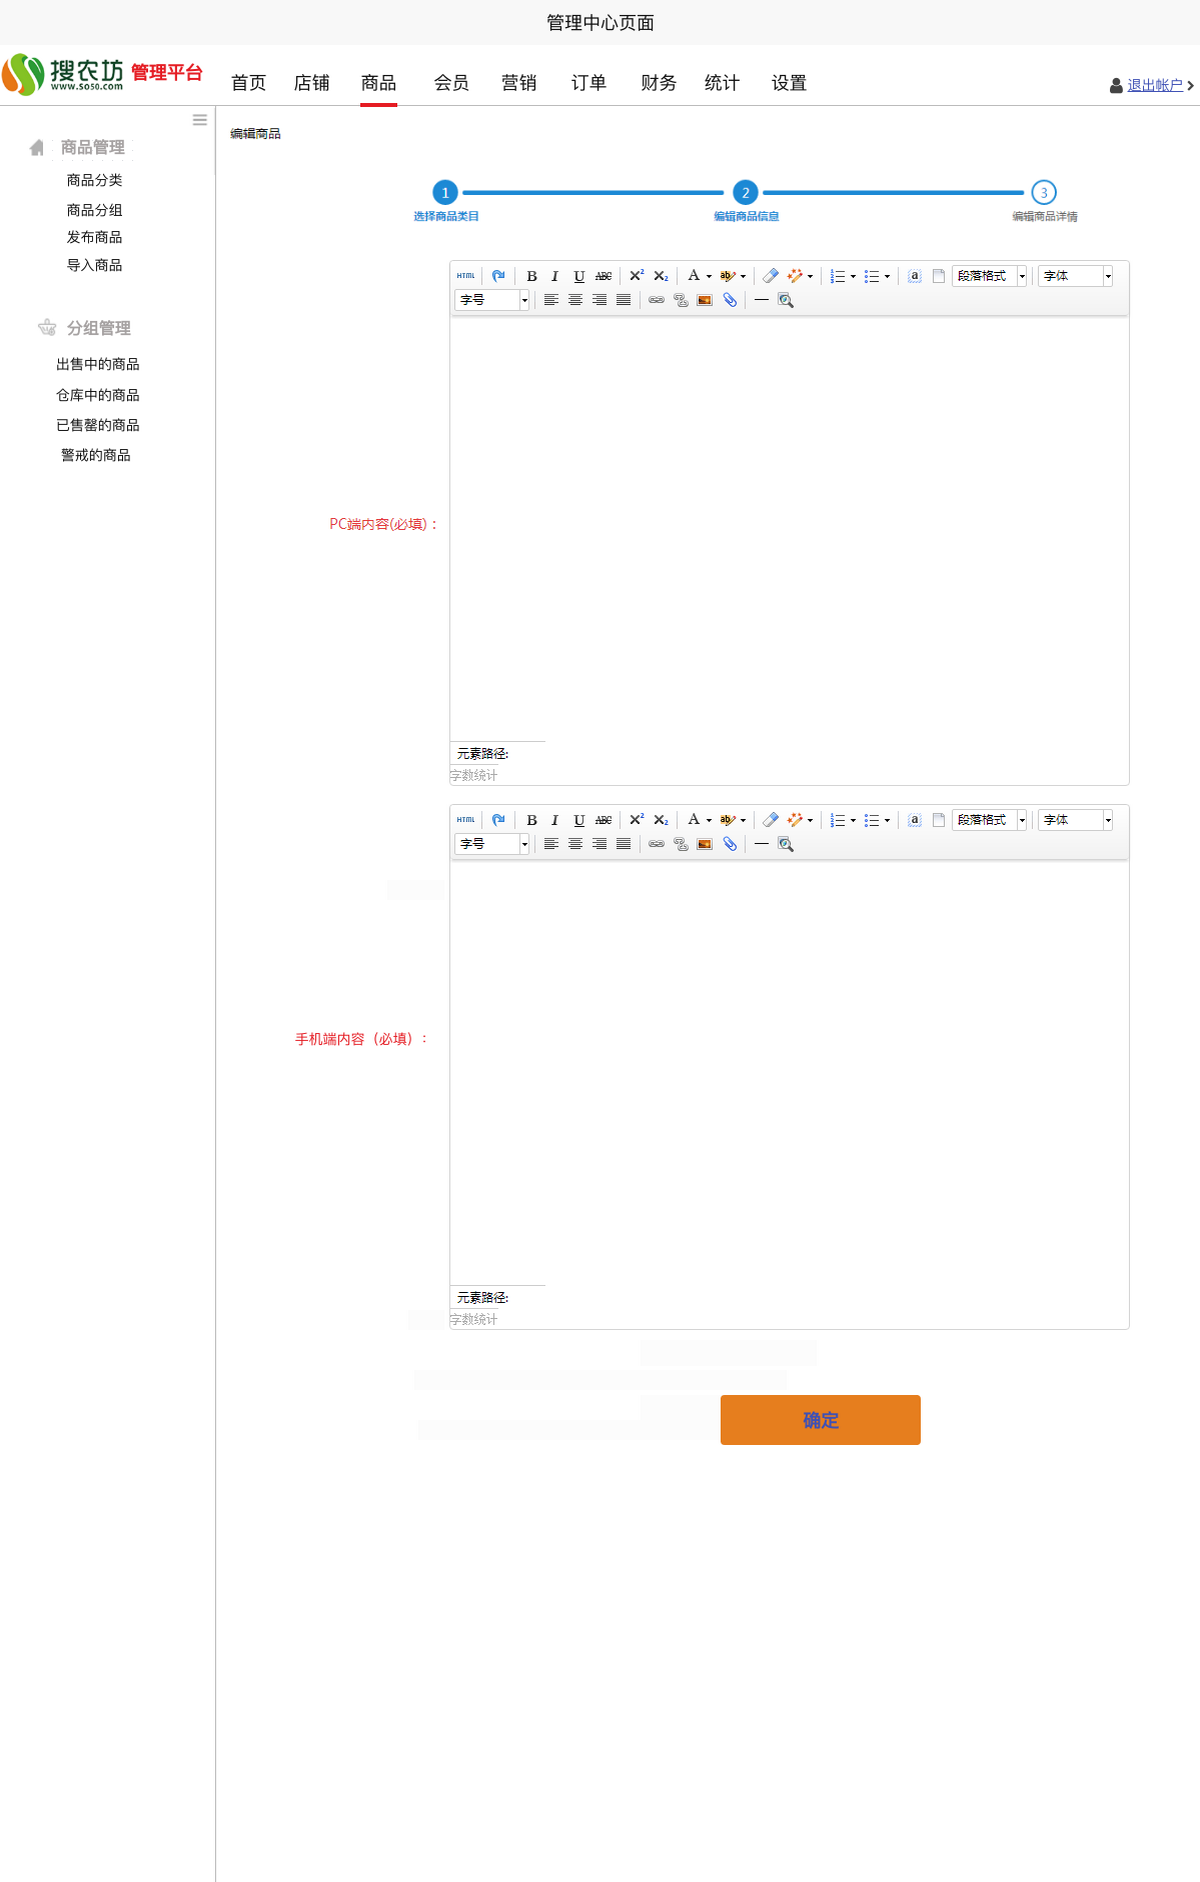 管理中心页面
搜农坊 管理平台
www.so50.com
首页 店铺 商品 会员 营销 订单 财务 统计 设置
退出帐户
商品管理
商品分类
商品分组
发布商品
导入商品
分组管理
出售中的商品
仓库中的商品
已售罄的商品
警戒的商品
编辑商品
1 2 3
选择商品类目 编辑商品信息 编辑商品详情
HTML B I U ABC X² X₂ A ab a 段落格式 字体
字号
PC端内容(必填)：
元素路径:
字数统计
HTML B I U ABC X² X₂ A ab a 段落格式 字体
字号
手机端内容（必填）：
元素路径:
字数统计
确定